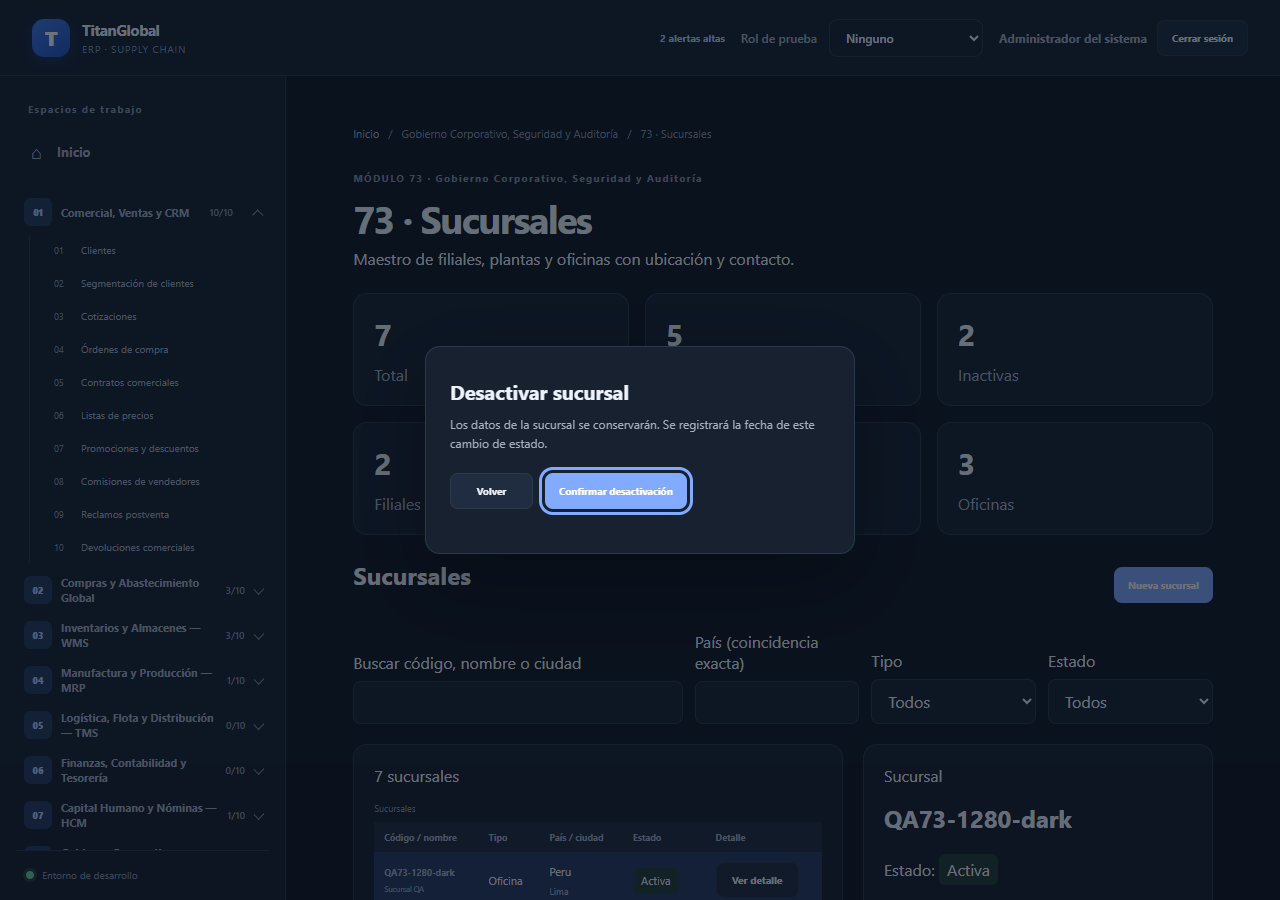 T
TitanGlobal
ERP · SUPPLY CHAIN
2 alertas altas
Rol de prueba
Ninguno
Administrador del sistema
Cerrar sesión
Espacios de trabajo
Inicio
01 Comercial, Ventas y CRM 10/10
01 Clientes
02 Segmentación de clientes
03 Cotizaciones
04 Órdenes de compra
05 Contratos comerciales
06 Listas de precios
07 Promociones y descuentos
08 Comisiones de vendedores
09 Reclamos postventa
10 Devoluciones comerciales
02 Compras y Abastecimiento
Global 3/10
03 Inventarios y Almacenes —
WMS 3/10
04 Manufactura y Producción —
MRP 1/10
05 Logística, Flota y Distribución
— TMS 0/10
06 Finanzas, Contabilidad y
Tesorería 0/10
07 Capital Humano y Nóminas —
HCM 1/10
Entorno de desarrollo
Inicio / Gobierno Corporativo, Seguridad y Auditoría / 73 · Sucursales
MÓDULO 73 · Gobierno Corporativo, Seguridad y Auditoría
73 · Sucursales
Maestro de filiales, plantas y oficinas con ubicación y contacto.
7
Total
5
2
Inactivas
2
Filiales
3
Oficinas
Desactivar sucursal
Los datos de la sucursal se conservarán. Se registrará la fecha de este
cambio de estado.
Volver
Confirmar desactivación
Sucursales
Nueva sucursal
Buscar código, nombre o ciudad
País (coincidencia
exacta)
Tipo
Estado
Todos
Todos
7 sucursales
Sucursales
Código / nombre Tipo País / ciudad Estado Detalle
QA73-1280-dark
Sucursal QA
Oficina
Peru
Lima
Activa
Ver detalle
Sucursal
QA73-1280-dark
Estado: Activa